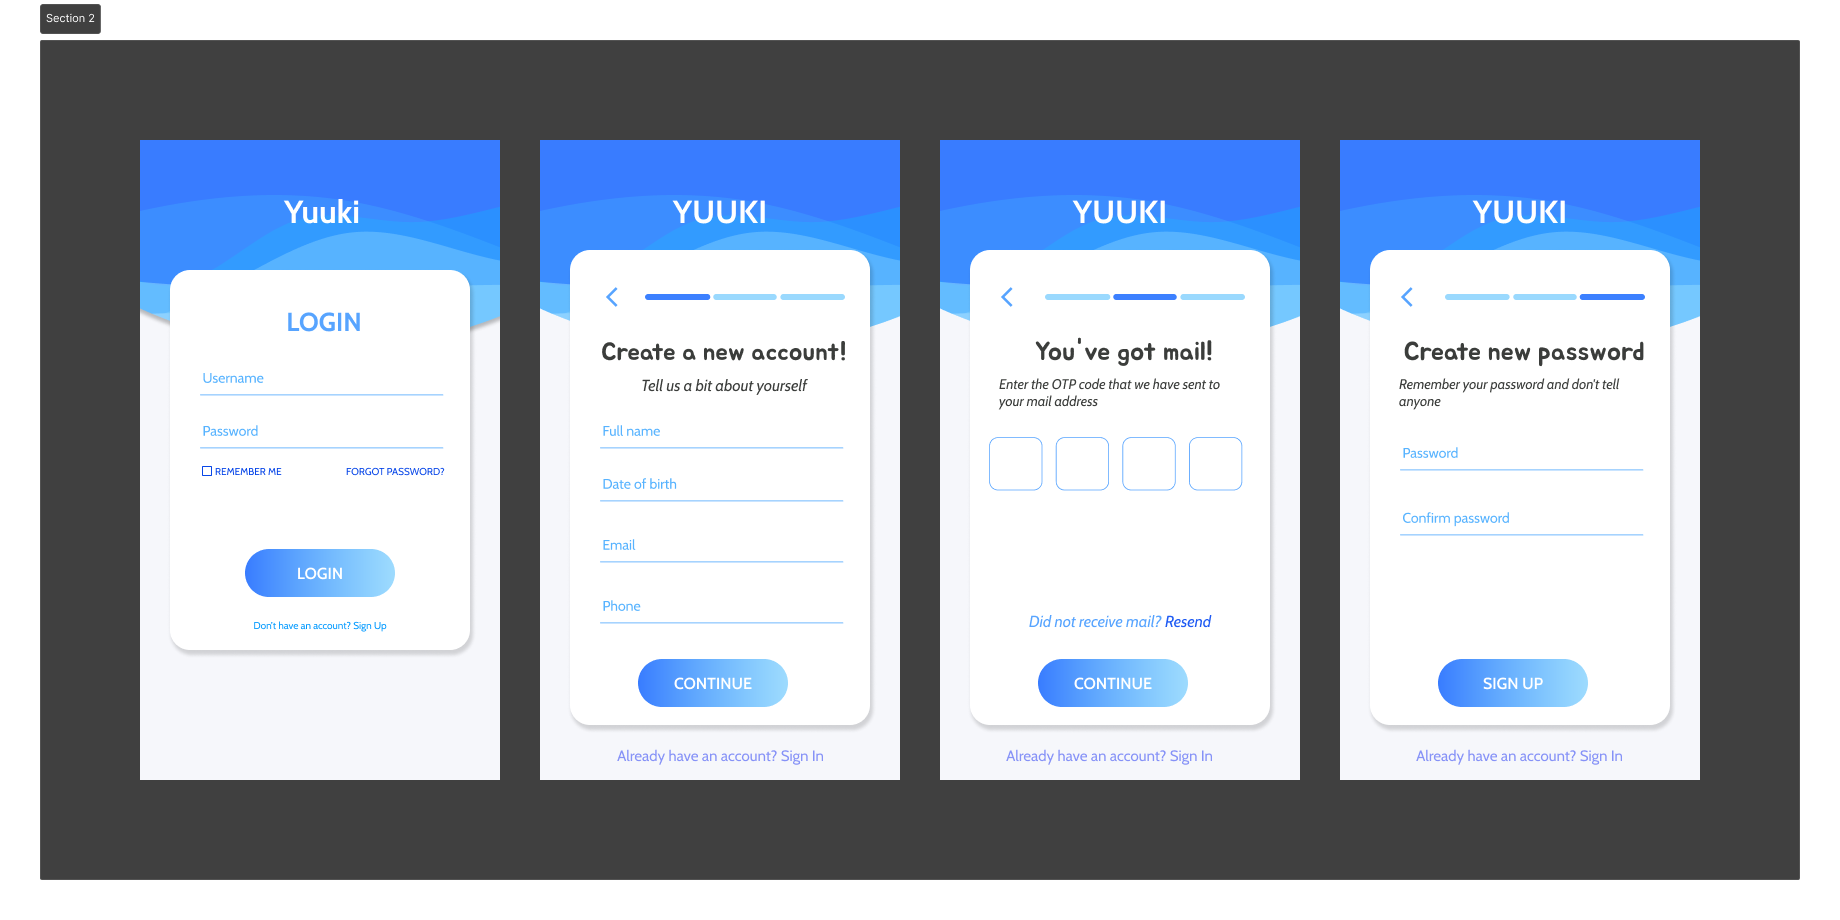 Section 2
Yuuki
LOGIN
Username
Password
REMEMBER ME
FORGOT PASSWORD?
LOGIN
Don't have an account? Sign Up
YUUKI
Create a new account!
Tell us a bit about yourself
Full name
Date of birth
Email
Phone
CONTINUE
Already have an account? Sign In
YUUKI
You've got mail!
Enter the OTP code that we have sent to
your mail address
Did not receive mail? Resend
CONTINUE
Already have an account? Sign In
YUUKI
Create new password
Remember your password and don't tell
anyone
Password
Confirm password
SIGN UP
Already have an account? Sign In